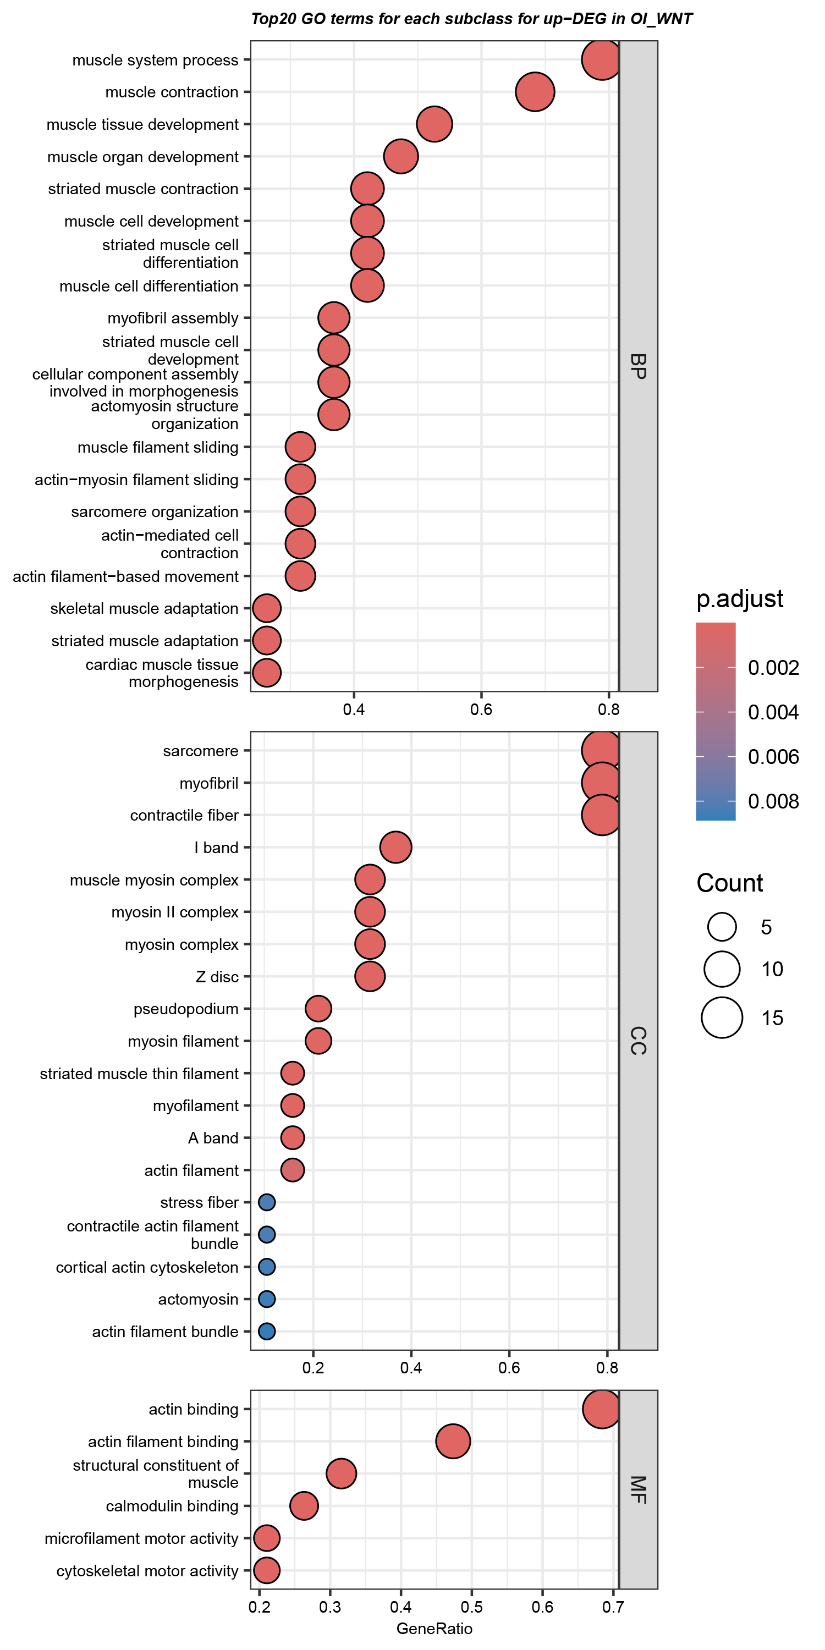 Top20 GO terms for each subclass for up−DEG in OI_WNT
muscle system process
muscle contraction
muscle tissue development
muscle organ development
striated muscle contraction
muscle cell development
striated muscle cell
differentiation
muscle cell differentiation
myofibril assembly
striated muscle cell
development
cellular component assembly
involved in morphogenesis
actomyosin structure
organization
muscle filament sliding
actin−myosin filament sliding
sarcomere organization
actin−mediated cell
contraction
actin filament−based movement
skeletal muscle adaptation
striated muscle adaptation
cardiac muscle tissue
morphogenesis
BP
0.4 0.6 0.8
sarcomere
myofibril
contractile fiber
I band
muscle myosin complex
myosin II complex
myosin complex
Z disc
pseudopodium
myosin filament
striated muscle thin filament
myofilament
A band
actin filament
stress fiber
contractile actin filament
bundle
cortical actin cytoskeleton
actomyosin
actin filament bundle
CC
0.2 0.4 0.6 0.8
actin binding
actin filament binding
structural constituent of
muscle
calmodulin binding
microfilament motor activity
cytoskeletal motor activity
MF
0.2 0.3 0.4 0.5 0.6 0.7
GeneRatio
p.adjust
0.002
0.004
0.006
0.008
Count
5
10
15